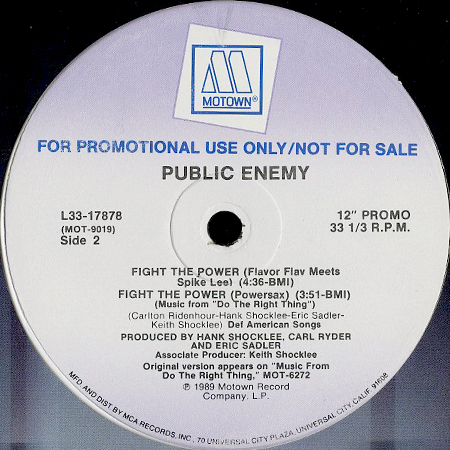 MOTOWN®
FOR PROMOTIONAL USE ONLY/NOT FOR SALE
PUBLIC ENEMY
L33-17878
(MOT-9019)
Side 2
12" PROMO
33 1/3 R.P.M.
FIGHT THE POWER (Flavor Flav Meets
Spike Lee) (4:36-BMI)
FIGHT THE POWER (Powersax) (3:51-BMI)
(Music from "Do The Right Thing")
(Carlton Ridenhour-Hank Shocklee-Eric Sadler-
Keith Shocklee) Def American Songs
PRODUCED BY HANK SHOCKLEE, CARL RYDER
AND ERIC SADLER
Associate Producer: Keith Shocklee
Original version appears on "Music From
Do The Right Thing," MOT-6272
℗ 1989 Motown Record
Company, L.P.
MFD. AND DIST. BY MCA RECORDS, INC., 70 UNIVERSAL CITY PLAZA, UNIVERSAL CITY, CALIF. 91608